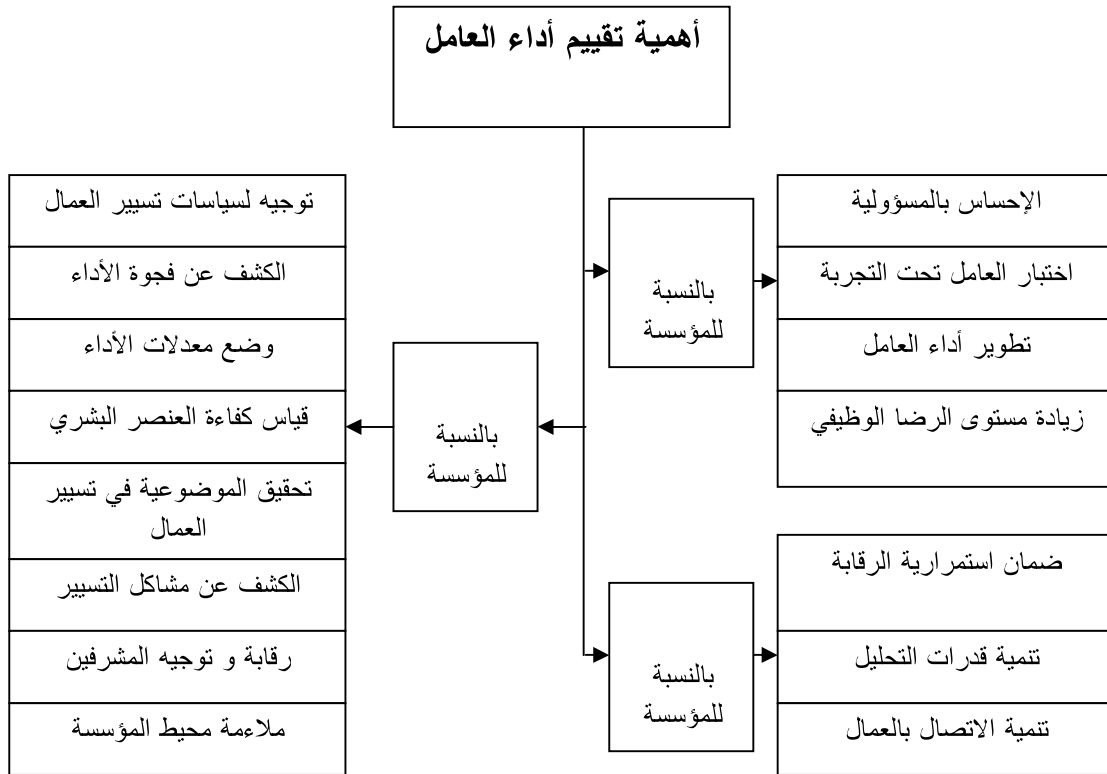 أهمية تقييم أداء العامل
الإحساس بالمسؤولية
اختبار العامل تحت التجربة
تطوير أداء العامل
زيادة مستوى الرضا الوظيفي
بالنسبة
للمؤسسة
بالنسبة
للمؤسسة
توجيه لسياسات تسيير العمال
الكشف عن فجوة الأداء
وضع معدلات الأداء
قياس كفاءة العنصر البشري
تحقيق الموضوعية في تسيير
العمال
الكشف عن مشاكل التسيير
رقابة و توجيه المشرفين
ملاءمة محيط المؤسسة
ضمان استمرارية الرقابة
تنمية قدرات التحليل
تنمية الاتصال بالعمال
بالنسبة
للمؤسسة